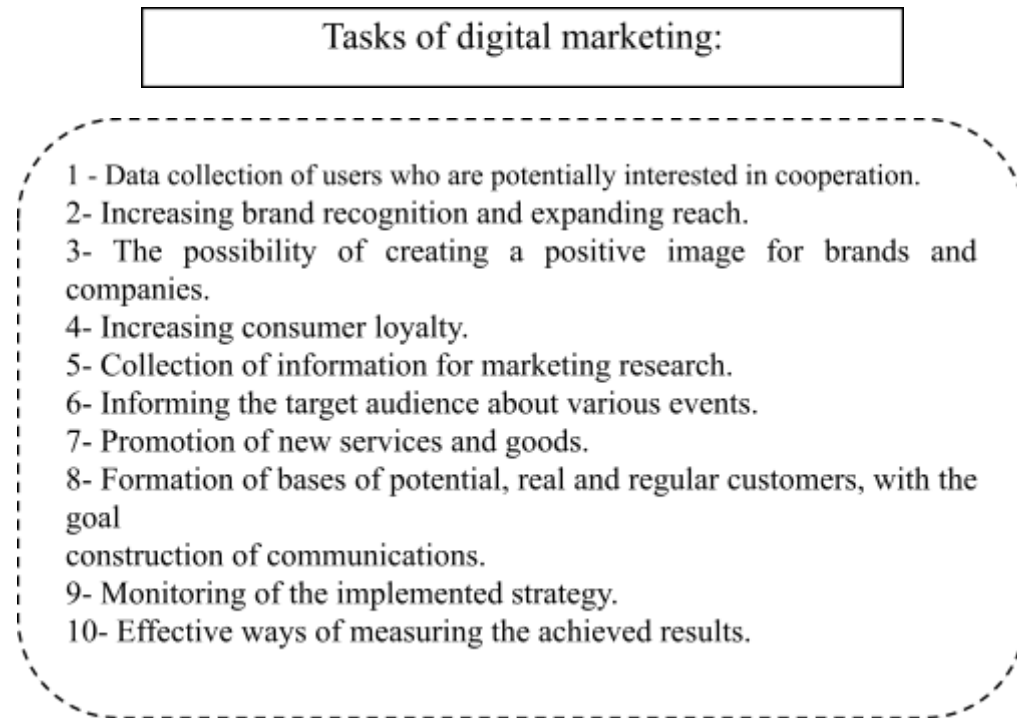 Tasks of digital marketing:
1 - Data collection of users who are potentially interested in cooperation.
2- Increasing brand recognition and expanding reach.
3- The possibility of creating a positive image for brands and
companies.
4- Increasing consumer loyalty.
5- Collection of information for marketing research.
6- Informing the target audience about various events.
7- Promotion of new services and goods.
8- Formation of bases of potential, real and regular customers, with the
goal
construction of communications.
9- Monitoring of the implemented strategy.
10- Effective ways of measuring the achieved results.